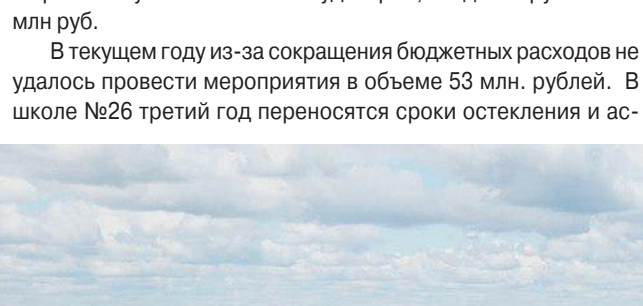 млн руб.
В текущем году из-за сокращения бюджетных расходов не
удалось провести мероприятия в объеме 53 млн. рублей. В
школе №26 третий год переносятся сроки остекления и ас-